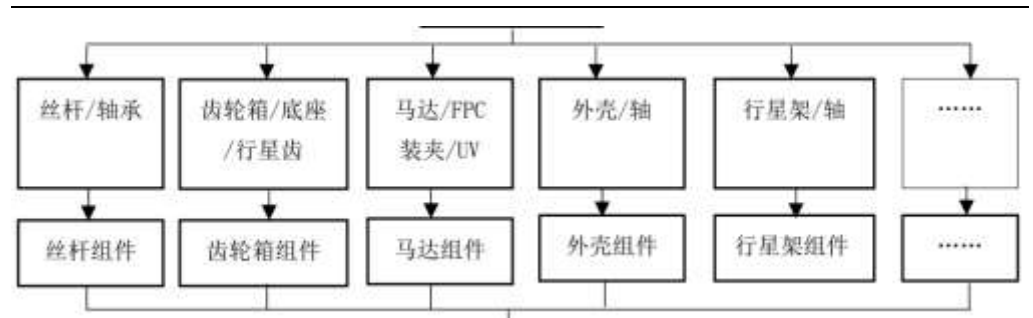 丝杆/轴承
齿轮箱/底座
/行星齿
马达/FPC
装夹/UV
外壳/轴
行星架/轴
······
丝杆组件
齿轮箱组件
马达组件
外壳组件
行星架组件
······